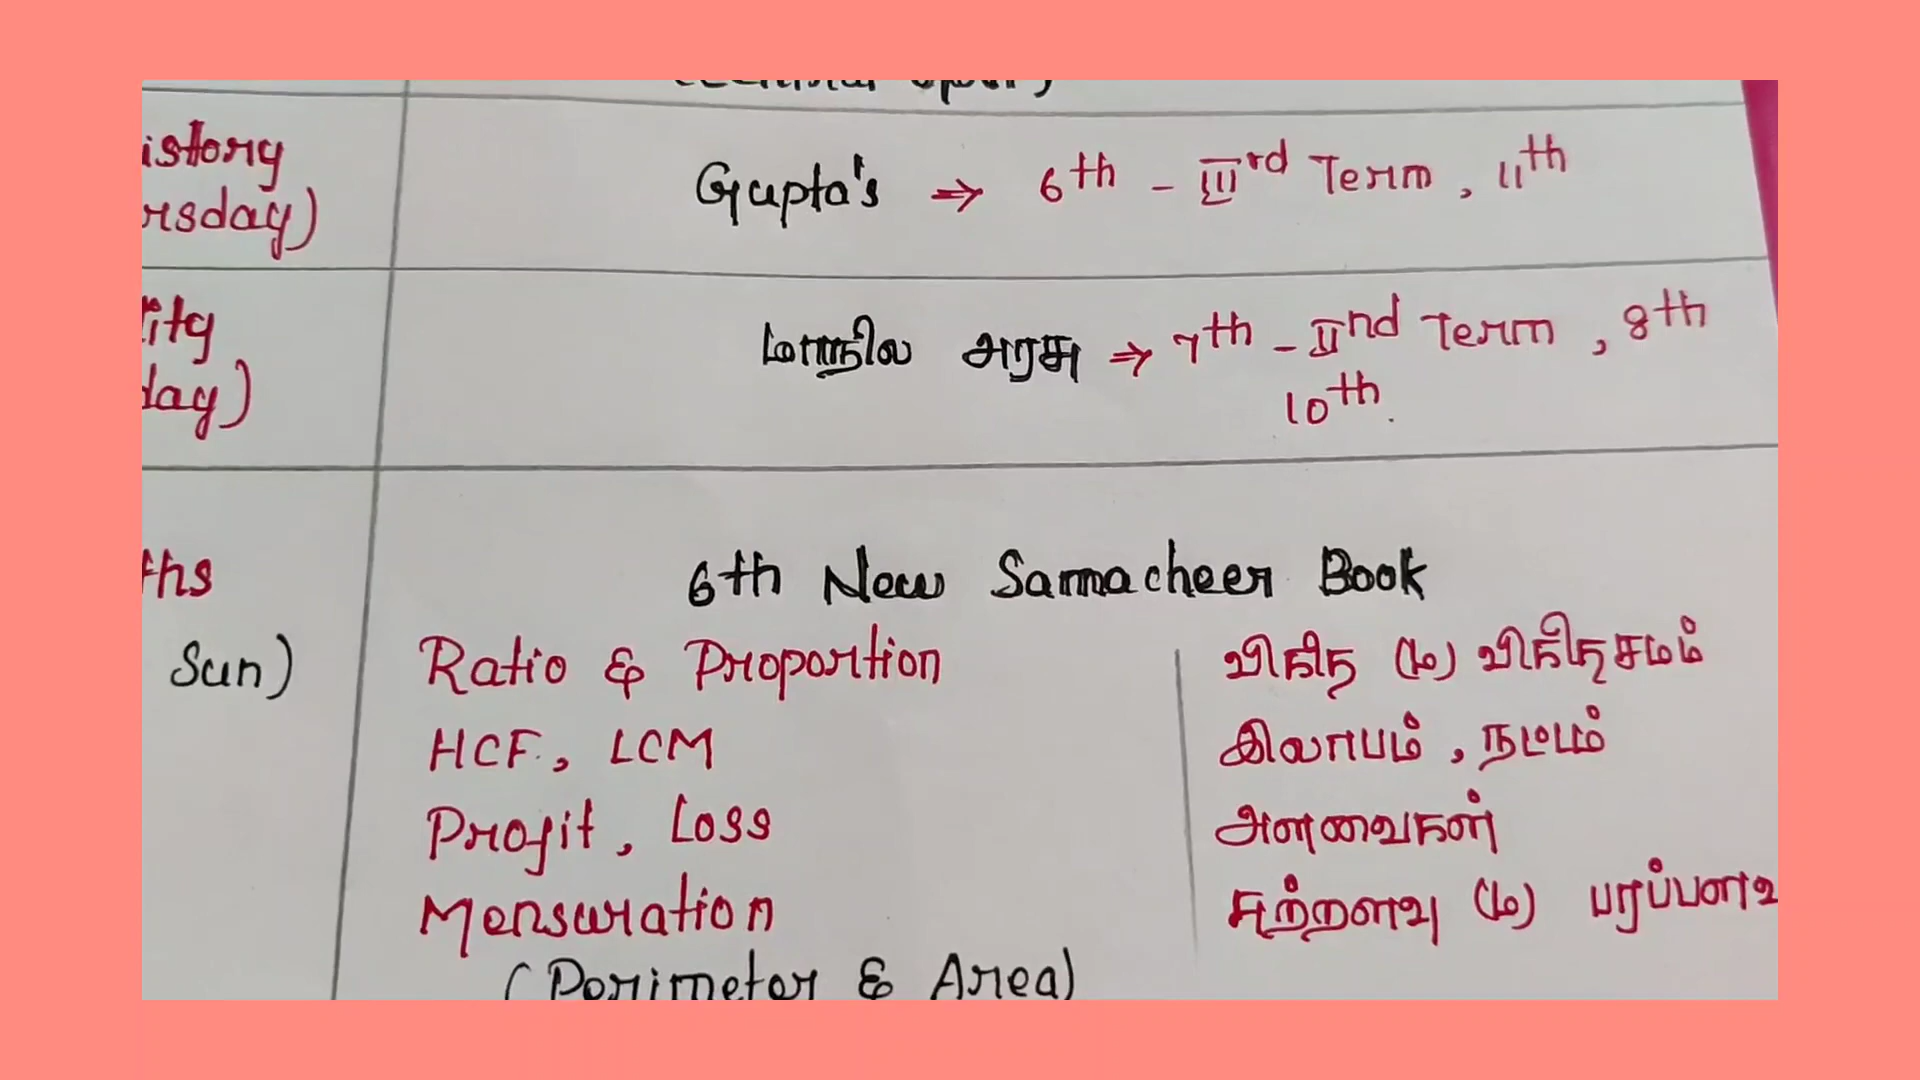 istory
rsday)
Gupta's ⇒ 6th - IIIrd Term, 11th
ity
day)
மாநில அரசு ⇒ 7th - IInd Term, 8th
10th.
ths
Sun)
6th New Samacheer Book
Ratio & Proportion
விகித (ம) விகிதசமம்
HCF, LCM
இலாபம், நட்டம்
Profit, Loss
அளவைகள்
Mensuration
சுற்றளவு (ம) பரப்பளவ
(Perimeter & Area)